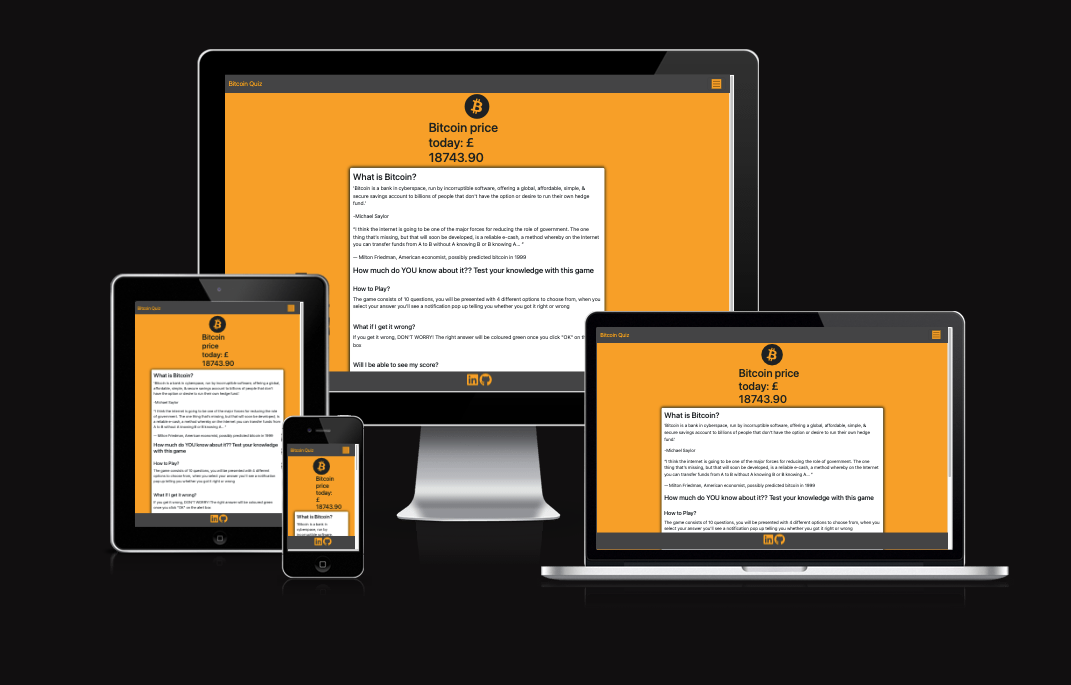 Bitcoin Quiz
Bitcoin price
today: £
18743.90
What is Bitcoin?
'Bitcoin is a bank in cyberspace, run by incorruptible software, offering a global, affordable, simple, &
secure savings account to billions of people that don't have the option or desire to run their own hedge
fund.'
-Michael Saylor
"I think the internet is going to be one of the major forces for reducing the role of government. The one
thing that's missing, but that will soon be developed, is a reliable e-cash, a method whereby on the Internet
you can transfer funds from A to B without A knowing B or B knowing A... "
— Milton Friedman, American economist, possibly predicted bitcoin in 1999
How much do YOU know about it?? Test your knowledge with this game
How to Play?
The game consists of 10 questions, you will be presented with 4 different options to choose from, when you
select your answer you'll see a notification pop up telling you whether you got it right or wrong
What if I get it wrong?
If you get it wrong, DON'T WORRY! The right answer will be coloured green once you click "OK" on th
box
Will I be able to see my score?
Bitcoin Quiz
Bitcoin
price
today: £
18743.90
What is Bitcoin?
'Bitcoin is a bank in cyberspace, run by incorruptible software, offering a global,
affordable, simple, & secure savings account to billions of people that don't
have the option or desire to run their own hedge fund.'
-Michael Saylor
"I think the internet is going to be one of the major forces for reducing the role
of government. The one thing that's missing, but that will soon be developed, is
a reliable e-cash, a method whereby on the Internet you can transfer funds from
A to B without A knowing B or B knowing A... "
— Milton Friedman, American economist, possibly predicted bitcoin in 1999
How much do YOU know about it?? Test your knowledge
with this game
How to Play?
The game consists of 10 questions, you will be presented with 4 different
options to choose from, when you select your answer you'll see a notification
pop up telling you whether you got it right or wrong
What if I get it wrong?
If you get it wrong, DON'T WORRY! The right answer will be coloured green
once you click "OK" on the alert box
Bitcoin Quiz
Bitcoin
price
today:
£
18743.90
What is Bitcoin?
'Bitcoin is a bank in
cyberspace, run by
incorruptible software
Bitcoin Quiz
Bitcoin price
today: £
18743.90
What is Bitcoin?
'Bitcoin is a bank in cyberspace, run by incorruptible software, offering a global, affordable, simple, &
secure savings account to billions of people that don't have the option or desire to run their own hedge
fund.'
-Michael Saylor
"I think the internet is going to be one of the major forces for reducing the role of government. The one
thing that's missing, but that will soon be developed, is a reliable e-cash, a method whereby on the Internet
you can transfer funds from A to B without A knowing B or B knowing A... "
— Milton Friedman, American economist, possibly predicted bitcoin in 1999
How much do YOU know about it?? Test your knowledge with this game
How to Play?
The game consists of 10 questions, you will be presented with 4 different options to choose from, when you
select your answer you'll see a notification pop up telling you whether you got it right or wrong